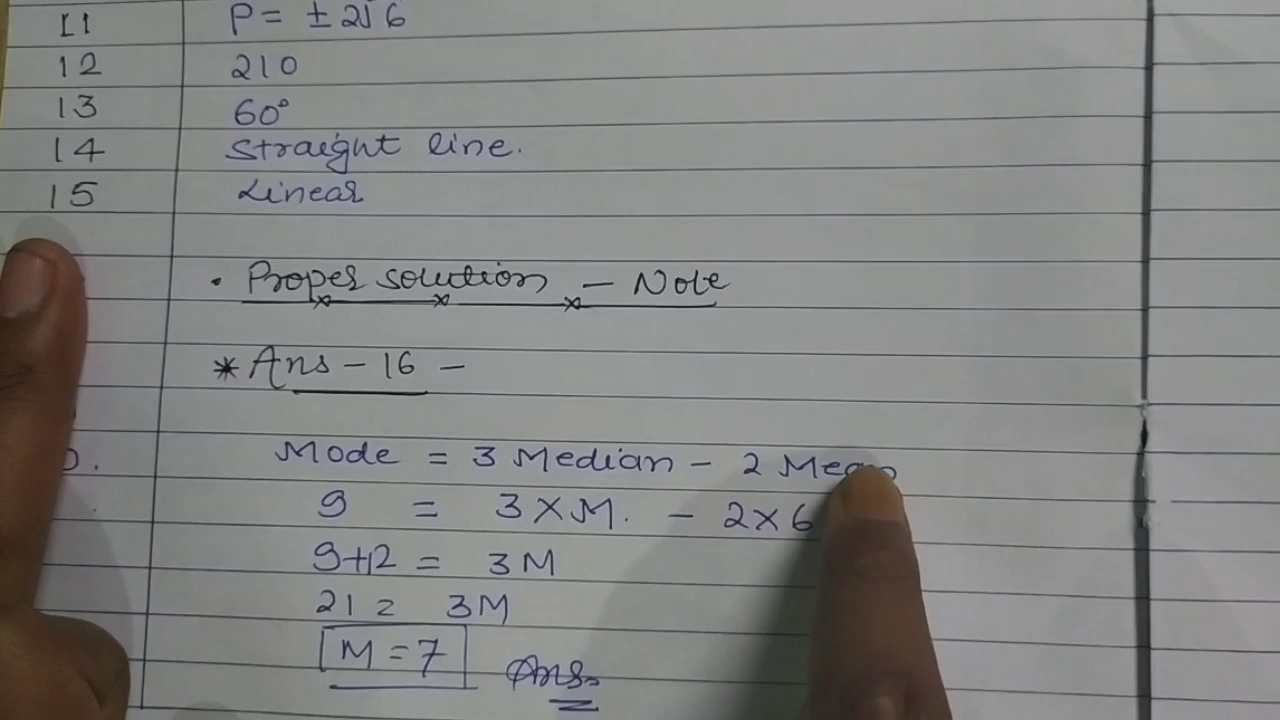 11 P = ± 2√6
12 210
13 60°
14 Straight line.
15 Linear
• Proper solution - Note
* Ans - 16 -
Mode = 3 Median - 2 Mean
9 = 3 × M. - 2×6
9+12 = 3M
21 = 3M
M = 7 Ans.